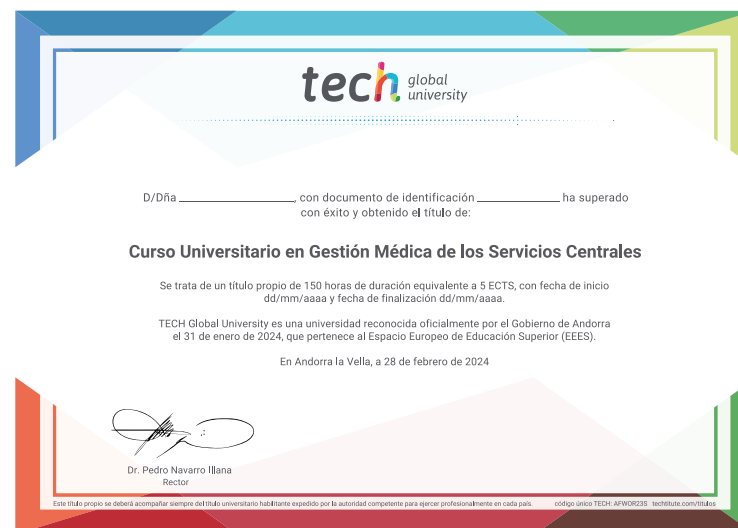 tech global university
D/Dña ______________, con documento de identificación ______________ ha superado
con éxito y obtenido el título de:
Curso Universitario en Gestión Médica de los Servicios Centrales
Se trata de un título propio de 150 horas de duración equivalente a 5 ECTS, con fecha de inicio
dd/mm/aaaa y fecha de finalización dd/mm/aaaa.
TECH Global University es una universidad reconocida oficialmente por el Gobierno de Andorra
el 31 de enero de 2024, que pertenece al Espacio Europeo de Educación Superior (EEES).
En Andorra la Vella, a 28 de febrero de 2024
Dr. Pedro Navarro Illana
Rector
Este título propio se deberá acompañar siempre del título universitario habilitante expedido por la autoridad competente para ejercer profesionalmente en cada país. código único TECH: AFWOR23S techtitute.com/titulos